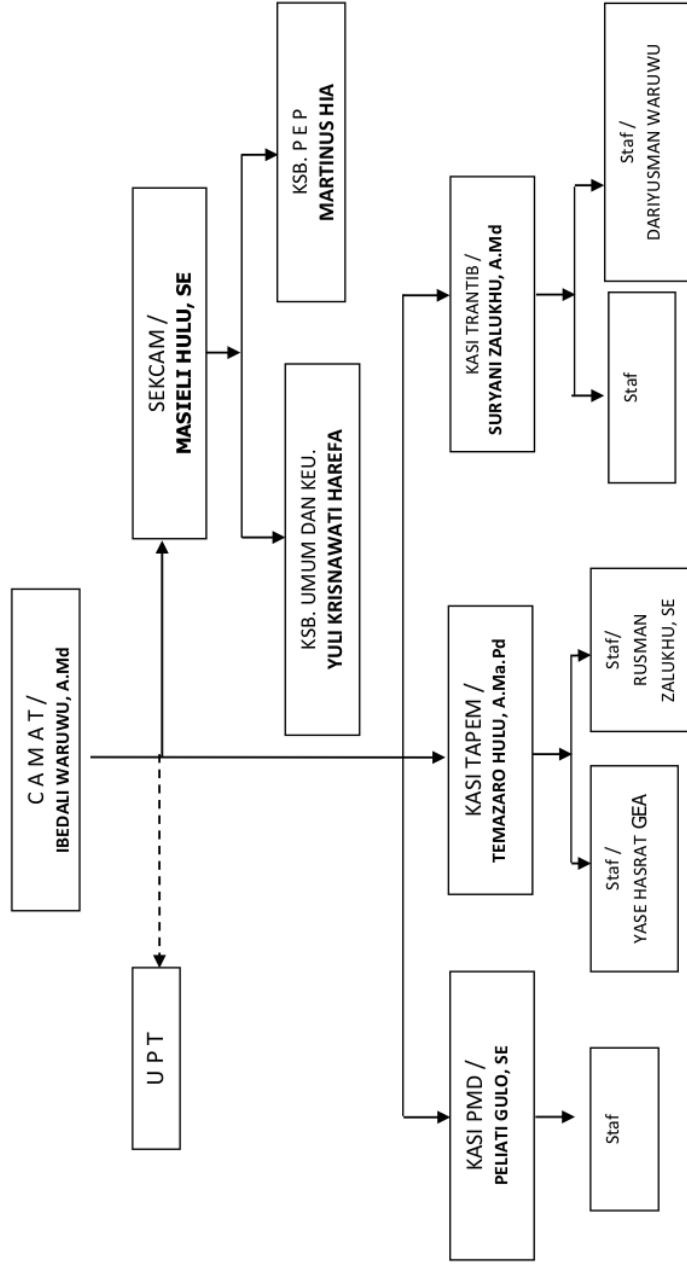 C A M A T /
IBEDALI WARUWU, A.Md
U P T
SEKCAM /
MASIELI HULU, SE
KSB. UMUM DAN KEU.
YULI KRISNAWATI HAREFA
KSB. P E P
MARTINUS HIA
KASI PMD /
PELIATI GULO, SE
KASI TAPEM /
TEMAZARO HULU, A.Ma.Pd
KASI TRANTIB /
SURYANI ZALUKHU, A.Md
Staf
Staf /
YASE HASRAT GEA
Staf/
RUSMAN
ZALUKHU, SE
Staf
Staf /
DARIYUSMAN WARUWU